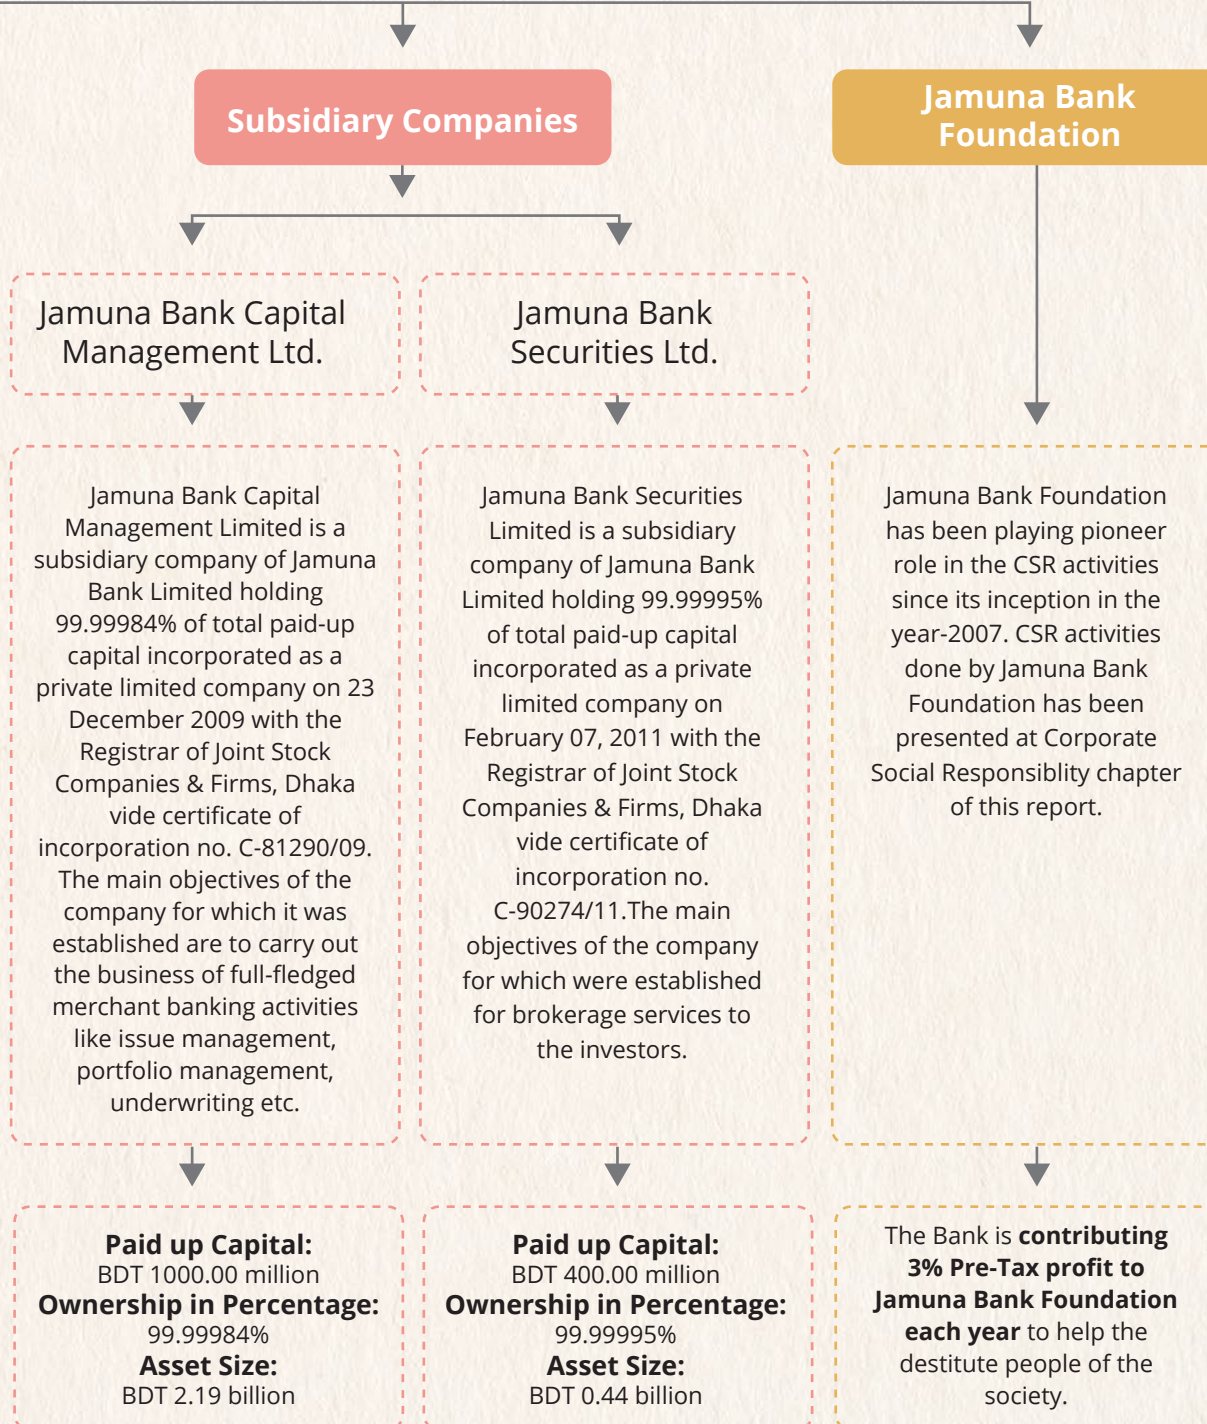 Subsidiary Companies
Jamuna Bank
Foundation
Jamuna Bank Capital
Management Ltd.
Jamuna Bank
Securities Ltd.
Jamuna Bank Capital
Management Limited is a
subsidiary company of Jamuna
Bank Limited holding
99.99984% of total paid-up
capital incorporated as a
private limited company on 23
December 2009 with the
Registrar of Joint Stock
Companies & Firms, Dhaka
vide certificate of
incorporation no. C-81290/09.
The main objectives of the
company for which it was
established are to carry out
the business of full-fledged
merchant banking activities
like issue management,
portfolio management,
underwriting etc.
Jamuna Bank Securities
Limited is a subsidiary
company of Jamuna Bank
Limited holding 99.99995%
of total paid-up capital
incorporated as a private
limited company on
February 07, 2011 with the
Registrar of Joint Stock
Companies & Firms, Dhaka
vide certificate of
incorporation no.
C-90274/11.The main
objectives of the company
for which were established
for brokerage services to
the investors.
Jamuna Bank Foundation
has been playing pioneer
role in the CSR activities
since its inception in the
year-2007. CSR activities
done by Jamuna Bank
Foundation has been
presented at Corporate
Social Responsiblity chapter
of this report.
Paid up Capital:
BDT 1000.00 million
Ownership in Percentage:
99.99984%
Asset Size:
BDT 2.19 billion
Paid up Capital:
BDT 400.00 million
Ownership in Percentage:
99.99995%
Asset Size:
BDT 0.44 billion
The Bank is contributing
3% Pre-Tax profit to
Jamuna Bank Foundation
each year to help the
destitute people of the
society.